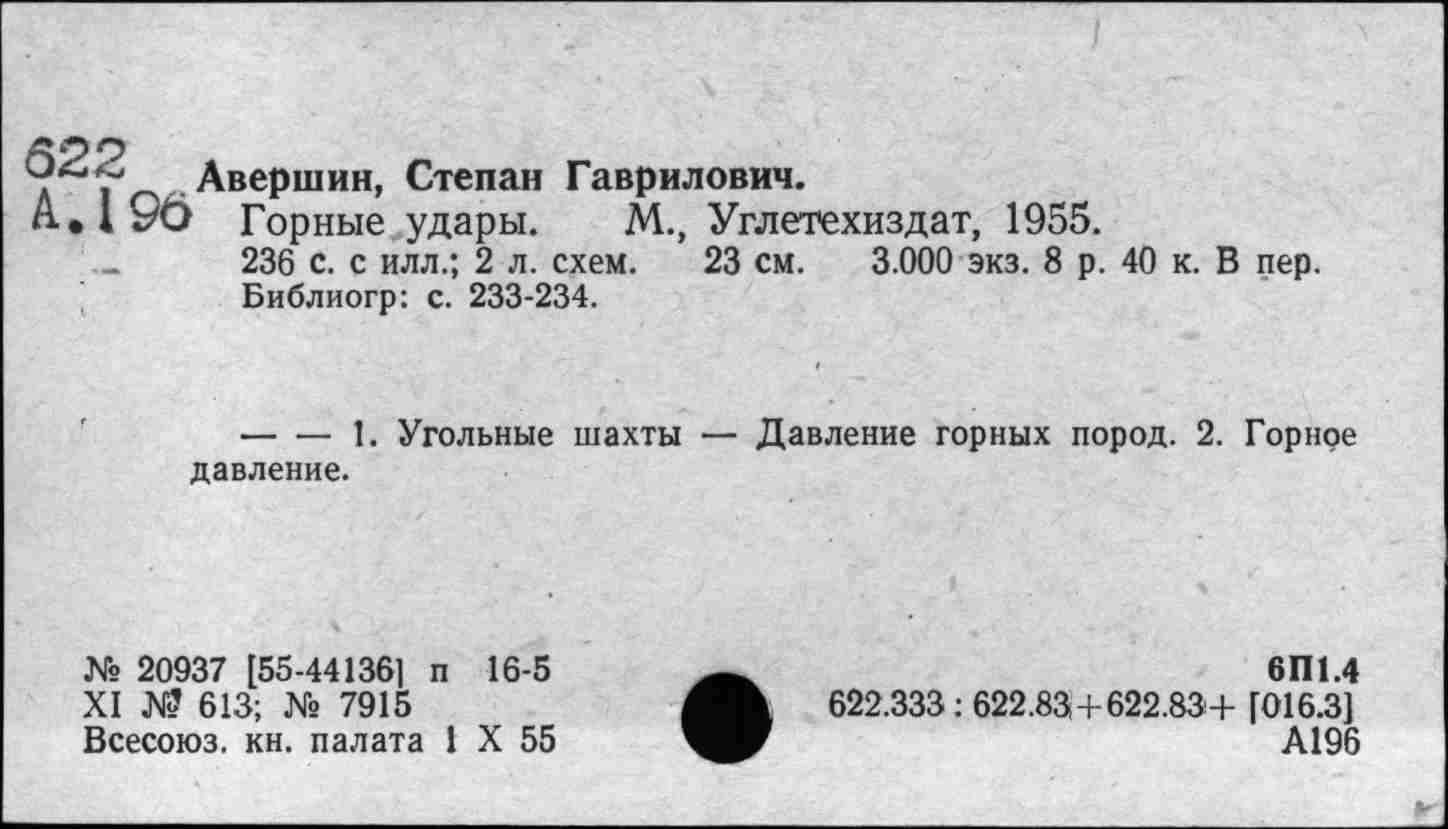 622
А.196
Авершин, Степан Гаврилович.
Горные удары. М., Углетехиздат, 1955.
236 с. с илл.; 2 л. схем. 23 см. 3.000 экз. 8 р. 40 к. В пер.
Библиогр: с. 233-234.
— — 1. Угольные шахты — Давление горных пород. 2. Горное
давление.
№ 20937 [55-44136] п 16-5
XI № 613; № 7915
Всесоюз. кн. палата 1 X 55
6П1.4
622.333 : 622.83+622.83+ [016.3]
А196